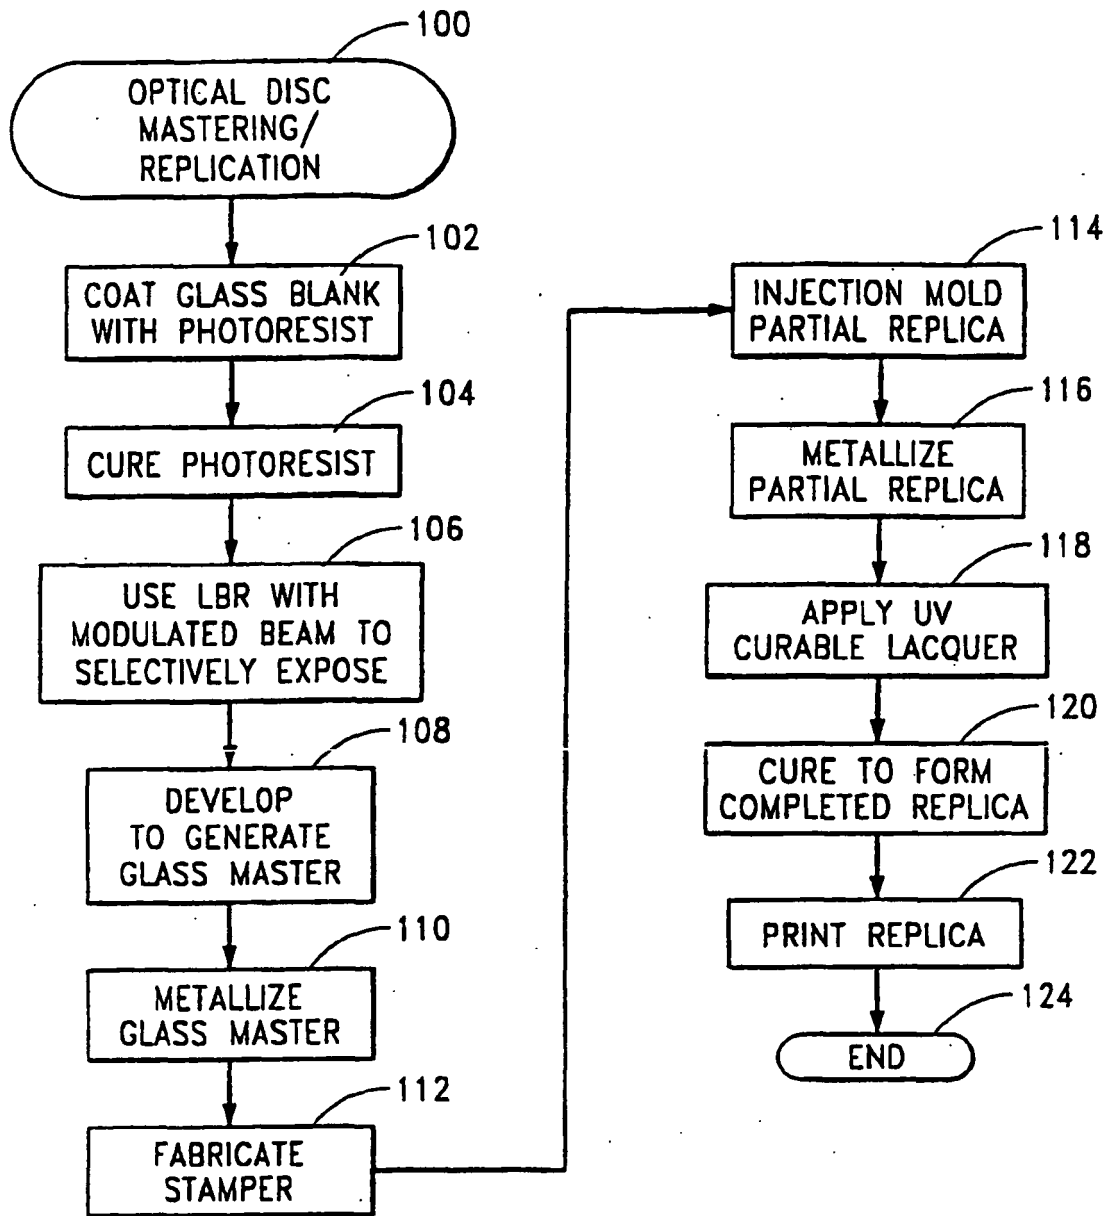 100
OPTICAL DISC
MASTERING/
REPLICATION
102
COAT GLASS BLANK
WITH PHOTORESIST
104
CURE PHOTORESIST
106
USE LBR WITH
MODULATED BEAM TO
SELECTIVELY EXPOSE
108
DEVELOP
TO GENERATE
GLASS MASTER
110
METALLIZE
GLASS MASTER
112
FABRICATE
STAMPER
114
INJECTION MOLD
PARTIAL REPLICA
116
METALLIZE
PARTIAL REPLICA
118
APPLY UV
CURABLE LACQUER
120
CURE TO FORM
COMPLETED REPLICA
122
PRINT REPLICA
124
END